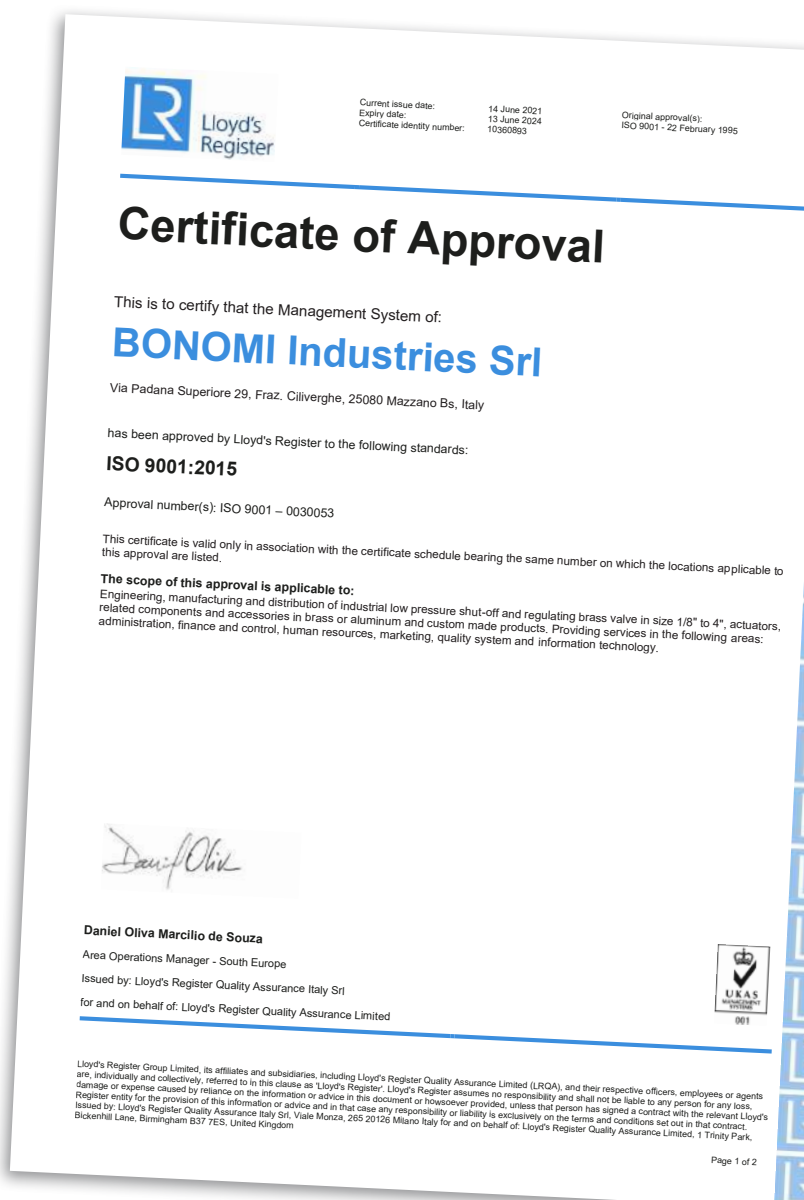 LR
Lloyd's
Register
Current issue date: 14 June 2021
Expiry date: 13 June 2024
Certificate identity number: 10360893
Original approval(s):
ISO 9001 - 22 February 1995
Certificate of Approval
This is to certify that the Management System of:
BONOMI Industries Srl
Via Padana Superiore 29, Fraz. Ciliverghe, 25080 Mazzano Bs, Italy
has been approved by Lloyd's Register to the following standards:
ISO 9001:2015
Approval number(s): ISO 9001 – 0030053
This certificate is valid only in association with the certificate schedule bearing the same number on which the locations applicable to
this approval are listed.
The scope of this approval is applicable to:
Engineering, manufacturing and distribution of industrial low pressure shut-off and regulating brass valve in size 1/8" to 4", actuators,
related components and accessories in brass or aluminum and custom made products. Providing services in the following areas:
administration, finance and control, human resources, marketing, quality system and information technology.
Daniel Oliva Marcilio de Souza
Area Operations Manager - South Europe
Issued by: Lloyd's Register Quality Assurance Italy Srl
for and on behalf of: Lloyd's Register Quality Assurance Limited
UKAS
MANAGEMENT
SYSTEMS
001
Lloyd's Register Group Limited, its affiliates and subsidiaries, including Lloyd's Register Quality Assurance Limited (LRQA), and their respective officers, employees or agents
are, individually and collectively, referred to in this clause as 'Lloyd's Register'. Lloyd's Register assumes no responsibility and shall not be liable to any person for any loss,
damage or expense caused by reliance on the information or advice in this document or howsoever provided, unless that person has signed a contract with the relevant Lloyd's
Register entity for the provision of this information or advice and in that case any responsibility or liability is exclusively on the terms and conditions set out in that contract.
Issued by: Lloyd's Register Quality Assurance Italy Srl, Viale Monza, 265 20126 Milano Italy for and on behalf of: Lloyd's Register Quality Assurance Limited, 1 Trinity Park,
Bickenhill Lane, Birmingham B37 7ES, United Kingdom
Page 1 of 2